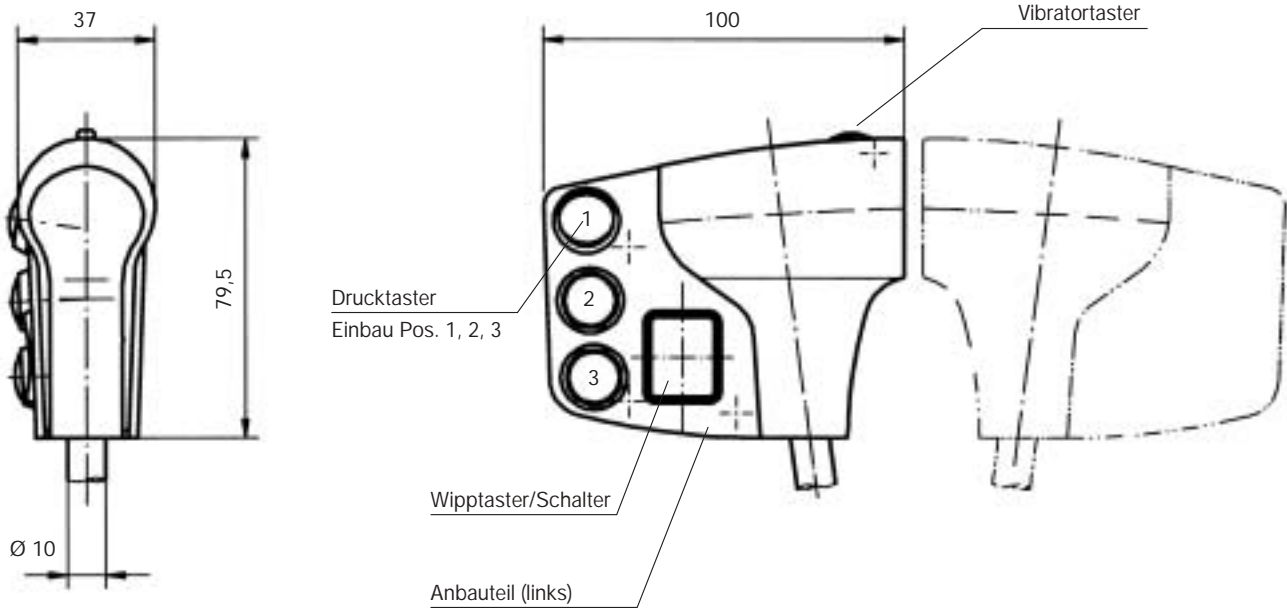 37
100
Vibratortaster
79,5
1
2
3
Drucktaster
Einbau Pos. 1, 2, 3
Wipptaster/Schalter
Ø 10
Anbauteil (links)